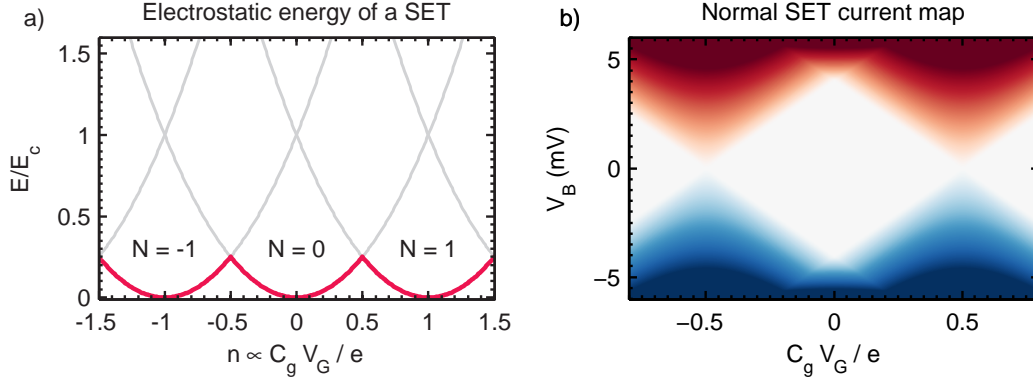 a)
Electrostatic energy of a SET
E/E_c
1.5
1
0.5
0
N = -1
N = 0
N = 1
-1.5
-1
-0.5
0
0.5
1
1.5
n ∝ C_g V_G / e
b)
Normal SET current map
V_B (mV)
5
0
−5
−0.5
0
0.5
C_g V_G / e